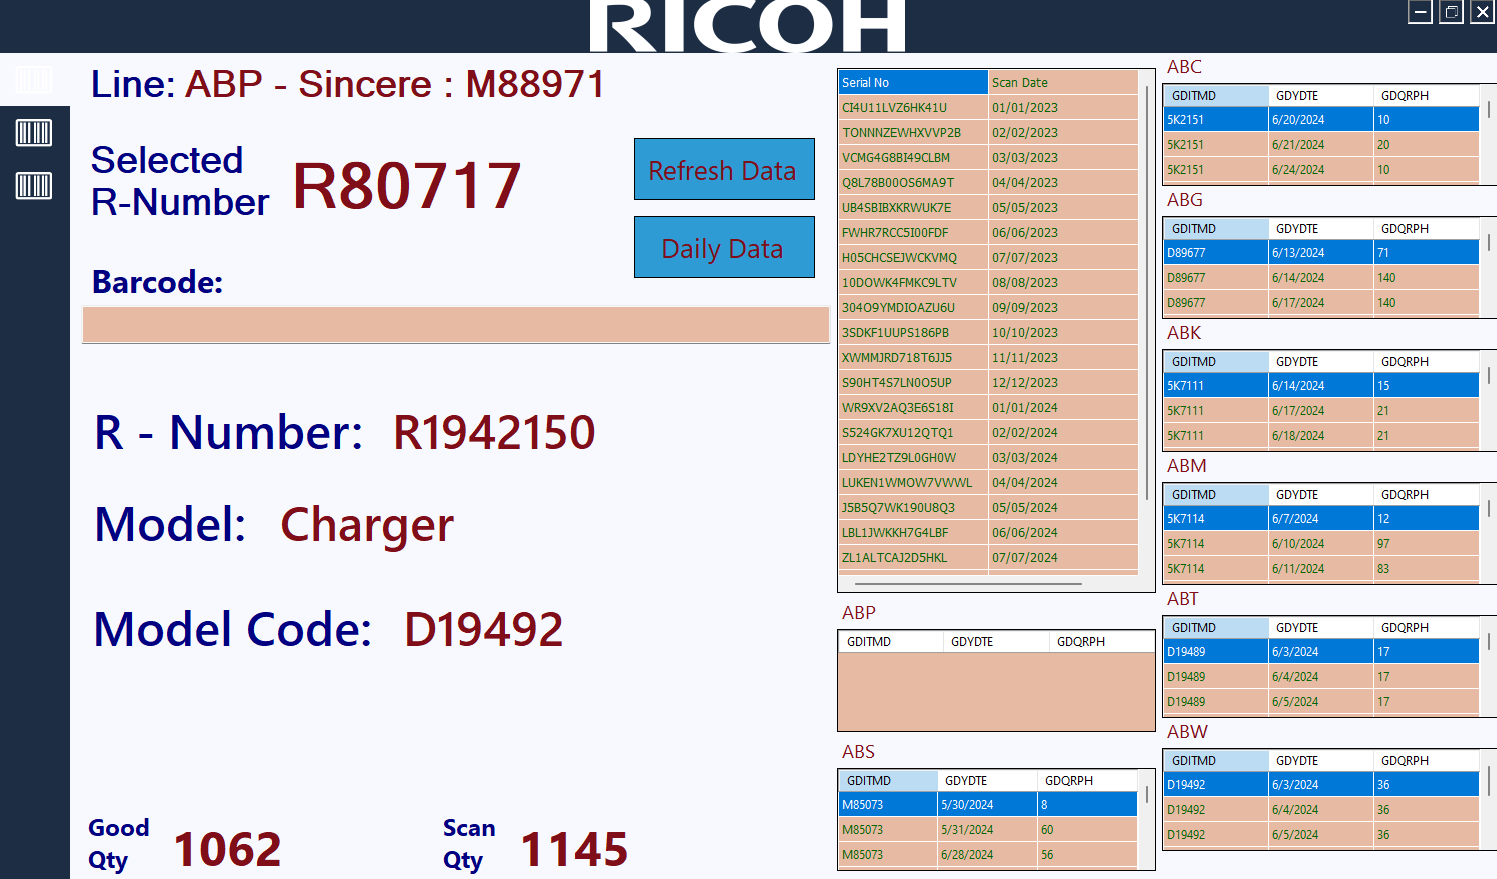 RICOH
Line: ABP - Sincere : M88971
Selected
R-Number
R80717
Refresh Data
Daily Data
Barcode:
R - Number: R1942150
Model: Charger
Model Code: D19492
Good
Qty
1062
Scan
Qty
1145
Serial No Scan Date
CI4U11LVZ6HK41U 01/01/2023
TONNNZEWHXVVP2B 02/02/2023
VCMG4G8BI49CLBM 03/03/2023
Q8L78B00OS6MA9T 04/04/2023
UB4SBIBXKRWUK7E 05/05/2023
FWHR7RCC5I00FDF 06/06/2023
H05CHCSEJWCKVMQ 07/07/2023
10DOWK4FMKC9LTV 08/08/2023
304O9YMDIOAZU6U 09/09/2023
3SDKF1UUPS186PB 10/10/2023
XWMMJRD718T6JJ5 11/11/2023
S90HT4S7LN0O5UP 12/12/2023
WR9XV2AQ3E6S18I 01/01/2024
S524GK7XU12QTQ1 02/02/2024
LDYHE2TZ9L0GH0W 03/03/2024
LUKEN1WMOW7VWWL 04/04/2024
J5B5Q7WK190U8Q3 05/05/2024
LBL1JWKKH7G4LBF 06/06/2024
ZL1ALTCAJ2D5HKL 07/07/2024
ABP
GDITMD GDYDTE GDQRPH
ABS
GDITMD GDYDTE GDQRPH
M85073 5/30/2024 8
M85073 5/31/2024 60
M85073 6/28/2024 56
ABC
GDITMD GDYDTE GDQRPH
5K2151 6/20/2024 10
5K2151 6/21/2024 20
5K2151 6/24/2024 10
ABG
GDITMD GDYDTE GDQRPH
D89677 6/13/2024 71
D89677 6/14/2024 140
D89677 6/17/2024 140
ABK
GDITMD GDYDTE GDQRPH
5K7111 6/14/2024 15
5K7111 6/17/2024 21
5K7111 6/18/2024 21
ABM
GDITMD GDYDTE GDQRPH
5K7114 6/7/2024 12
5K7114 6/10/2024 97
5K7114 6/11/2024 83
ABT
GDITMD GDYDTE GDQRPH
D19489 6/3/2024 17
D19489 6/4/2024 17
D19489 6/5/2024 17
ABW
GDITMD GDYDTE GDQRPH
D19492 6/3/2024 36
D19492 6/4/2024 36
D19492 6/5/2024 36